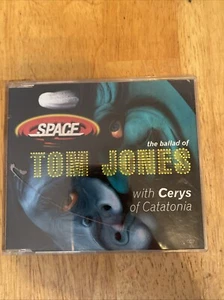 SPACE
the ballad of
TOM JONES
with Cerys
of Catatonia